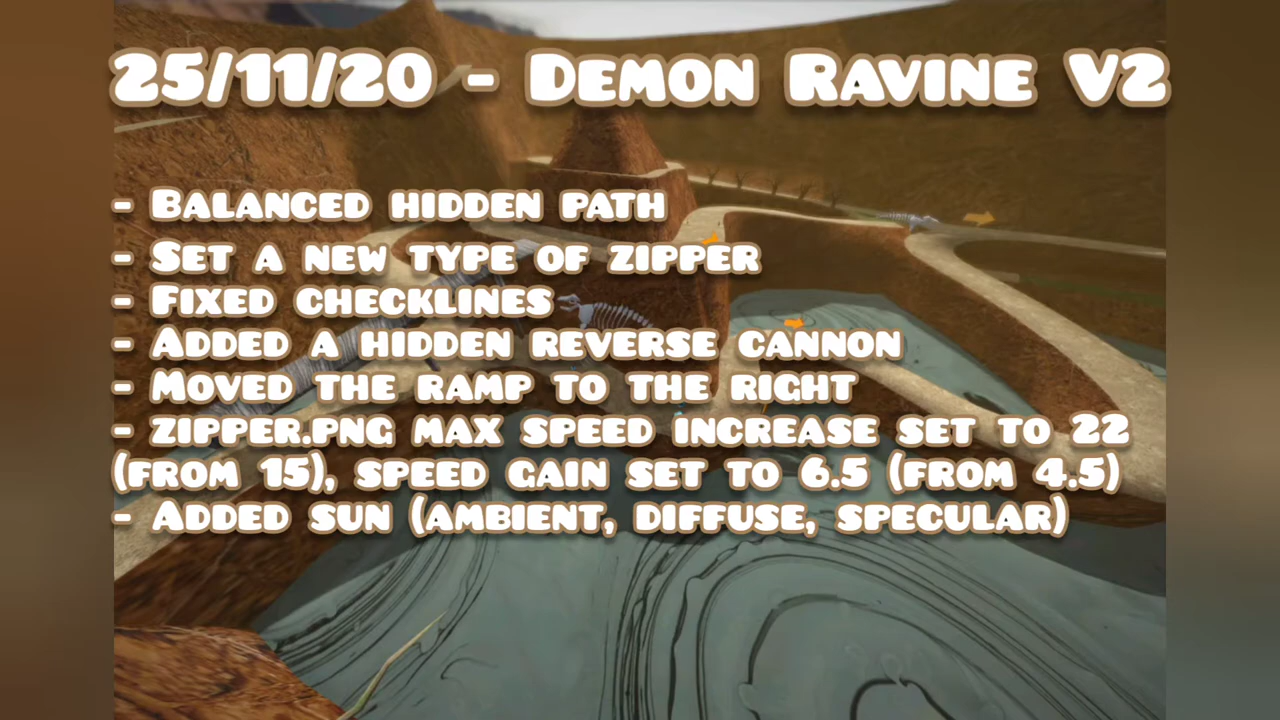 25/11/20 - Demon Ravine V2
- Balanced hidden path
- Set a new type of zipper
- Fixed checklines
- Added a hidden reverse cannon
- Moved the ramp to the right
- zipper.png max speed increase set to 22
(from 15), speed gain set to 6.5 (from 4.5)
- Added sun (ambient, diffuse, specular)